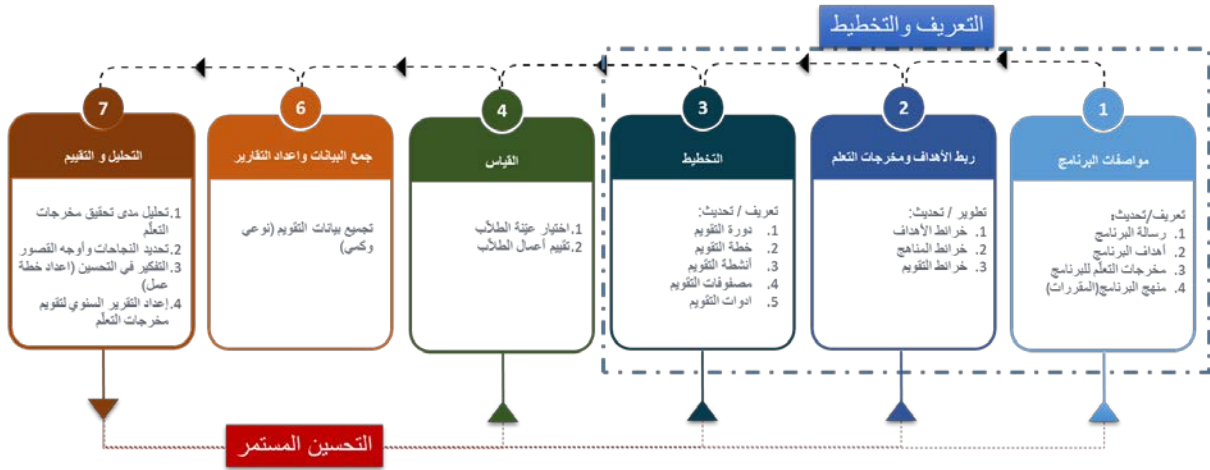 التعريف والتخطيط
1
مواصفات البرنامج
تعريف/تحديث:
1. رسالة البرنامج
2. أهداف البرنامج
3. مخرجات التعلّم للبرنامج
4. منهج البرنامج(المقررات)
2
ربط الأهداف ومخرجات التعلم
تطوير / تحديث:
1. خرائط الأهداف
2. خرائط المناهج
3. خرائط التقويم
3
التخطيط
تعريف / تحديث:
1. دورة التقويم
2. خطة التقويم
3. أنشطة التقويم
4. مصفوفات التقويم
5. ادوات التقويم
4
القياس
1. اختيار عيّنة الطلاّب
2. تقييم أعمال الطلاّب
6
جمع البيانات واعداد التقارير
تجميع بيانات التقويم (نوعي
وكمي)
7
التحليل و التقييم
1. تحليل مدى تحقيق مخرجات
التعلّم
2. تحديد النجاحات وأوجه القصور
3. التفكير في التحسين (اعداد خطة
عمل)
4. إعداد التقرير السنوي لتقويم
مخرجات التعلّم
التحسين المستمر